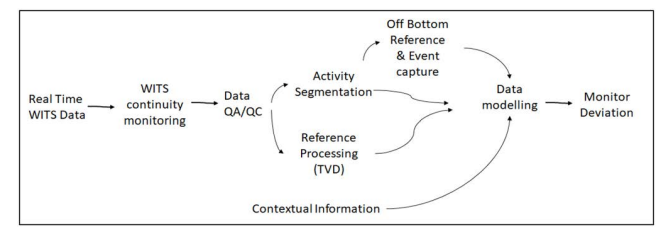 Real Time
WITS Data
WITS
continuity
monitoring
Data
QA/QC
Activity
Segmentation
Off Bottom
Reference
& Event
capture
Reference
Processing
(TVD)
Contextual Information
Data
modelling
Monitor
Deviation